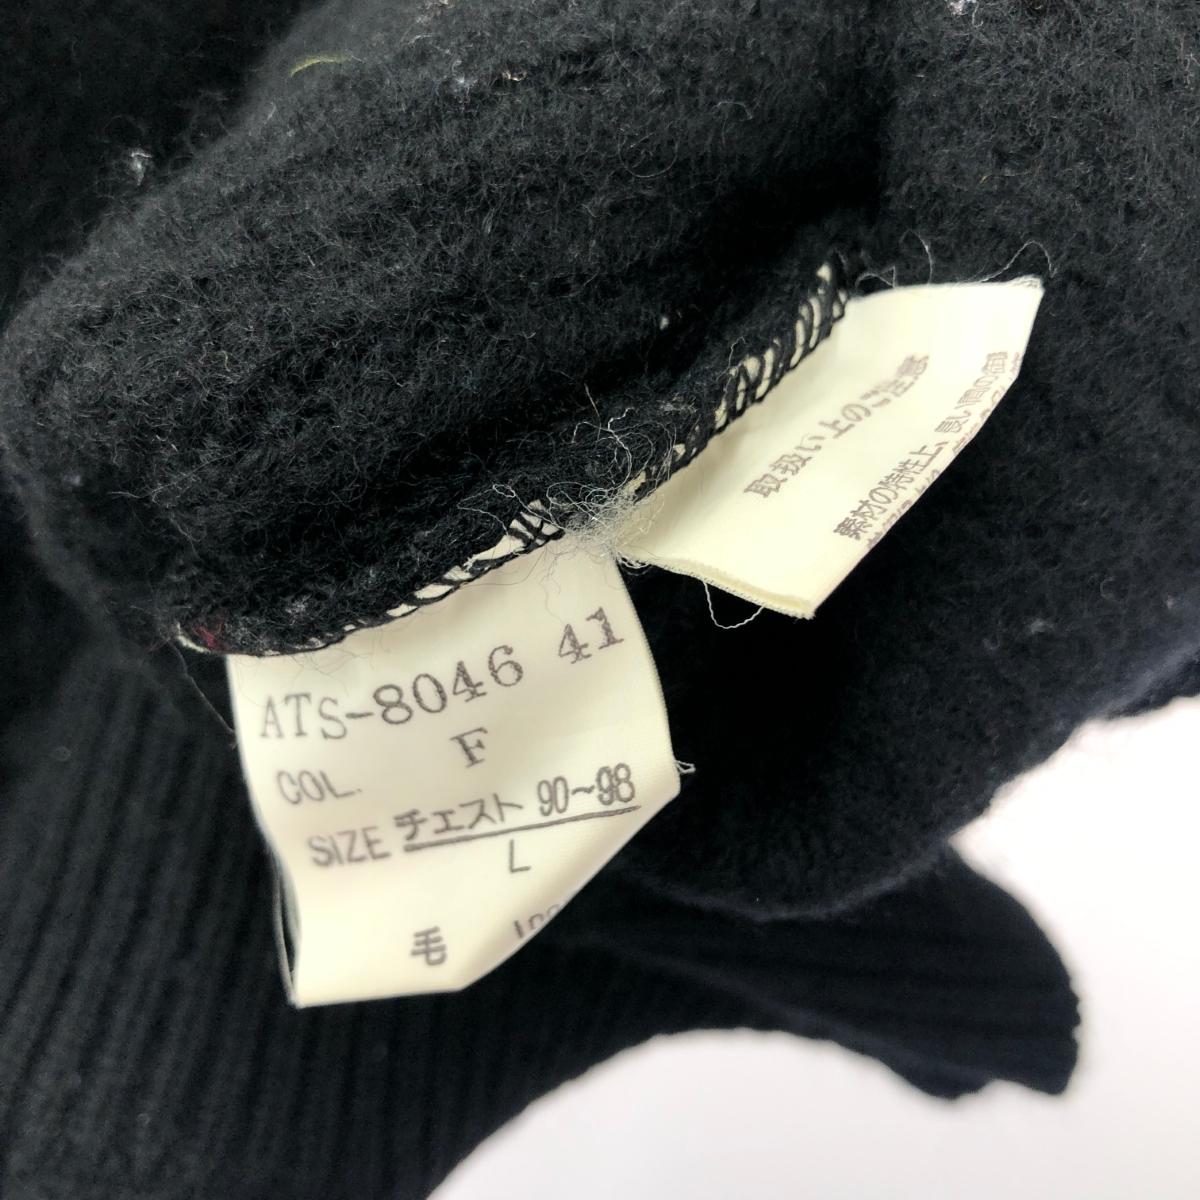 ATS-8046 41
F
COL.
SIZE チェスト 90～98
L
毛
取扱い上のご注意
素材の特性上、長い間の御